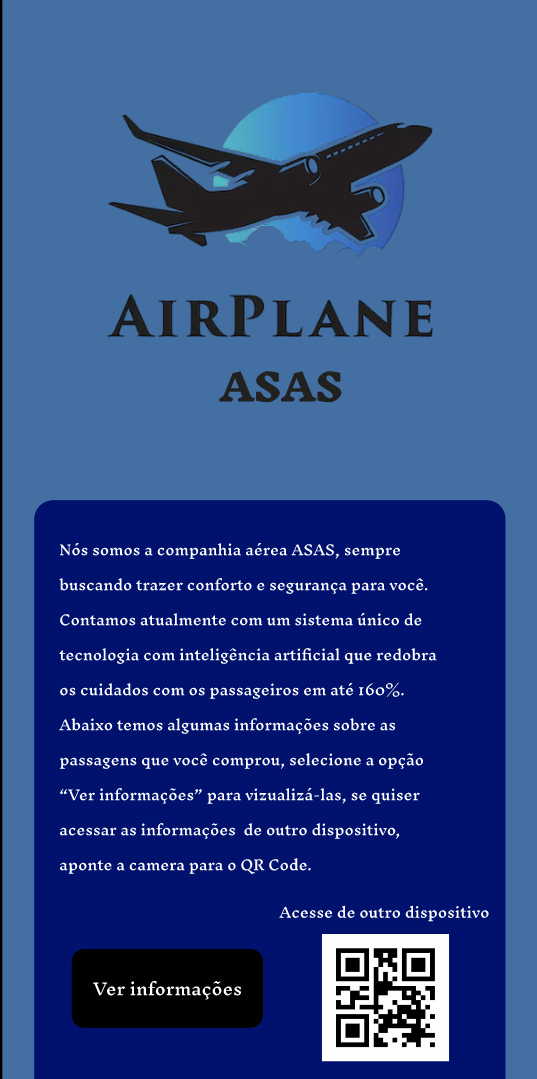 AIRPLANE
ASAS
Nós somos a companhia aérea ASAS, sempre
buscando trazer conforto e segurança para você.
Contamos atualmente com um sistema único de
tecnologia com inteligência artificial que redobra
os cuidados com os passageiros em até 160%.
Abaixo temos algumas informações sobre as
passagens que você comprou, selecione a opção
“Ver informações” para vizualizá-las, se quiser
acessar as informações  de outro dispositivo,
aponte a camera para o QR Code.
Acesse de outro dispositivo
Ver informações